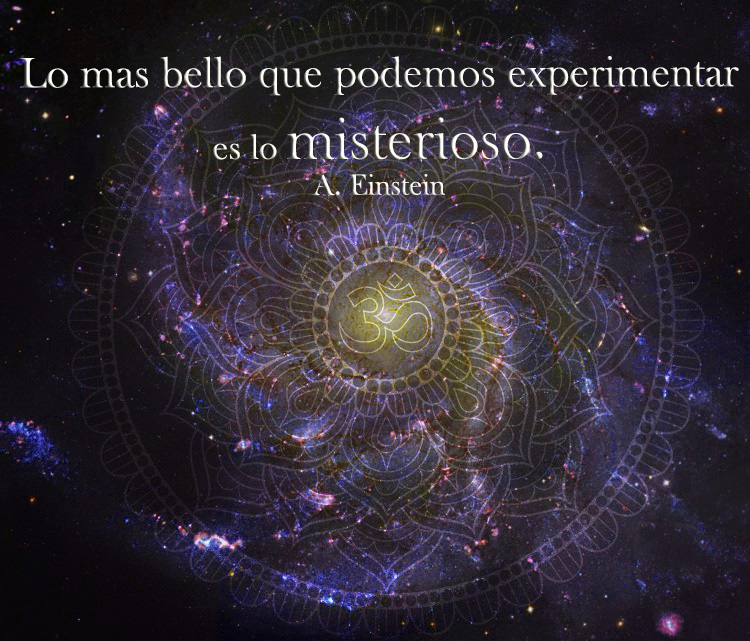 Lo mas bello que podemos experimentar
es lo misterioso.
A. Einstein
ॐ